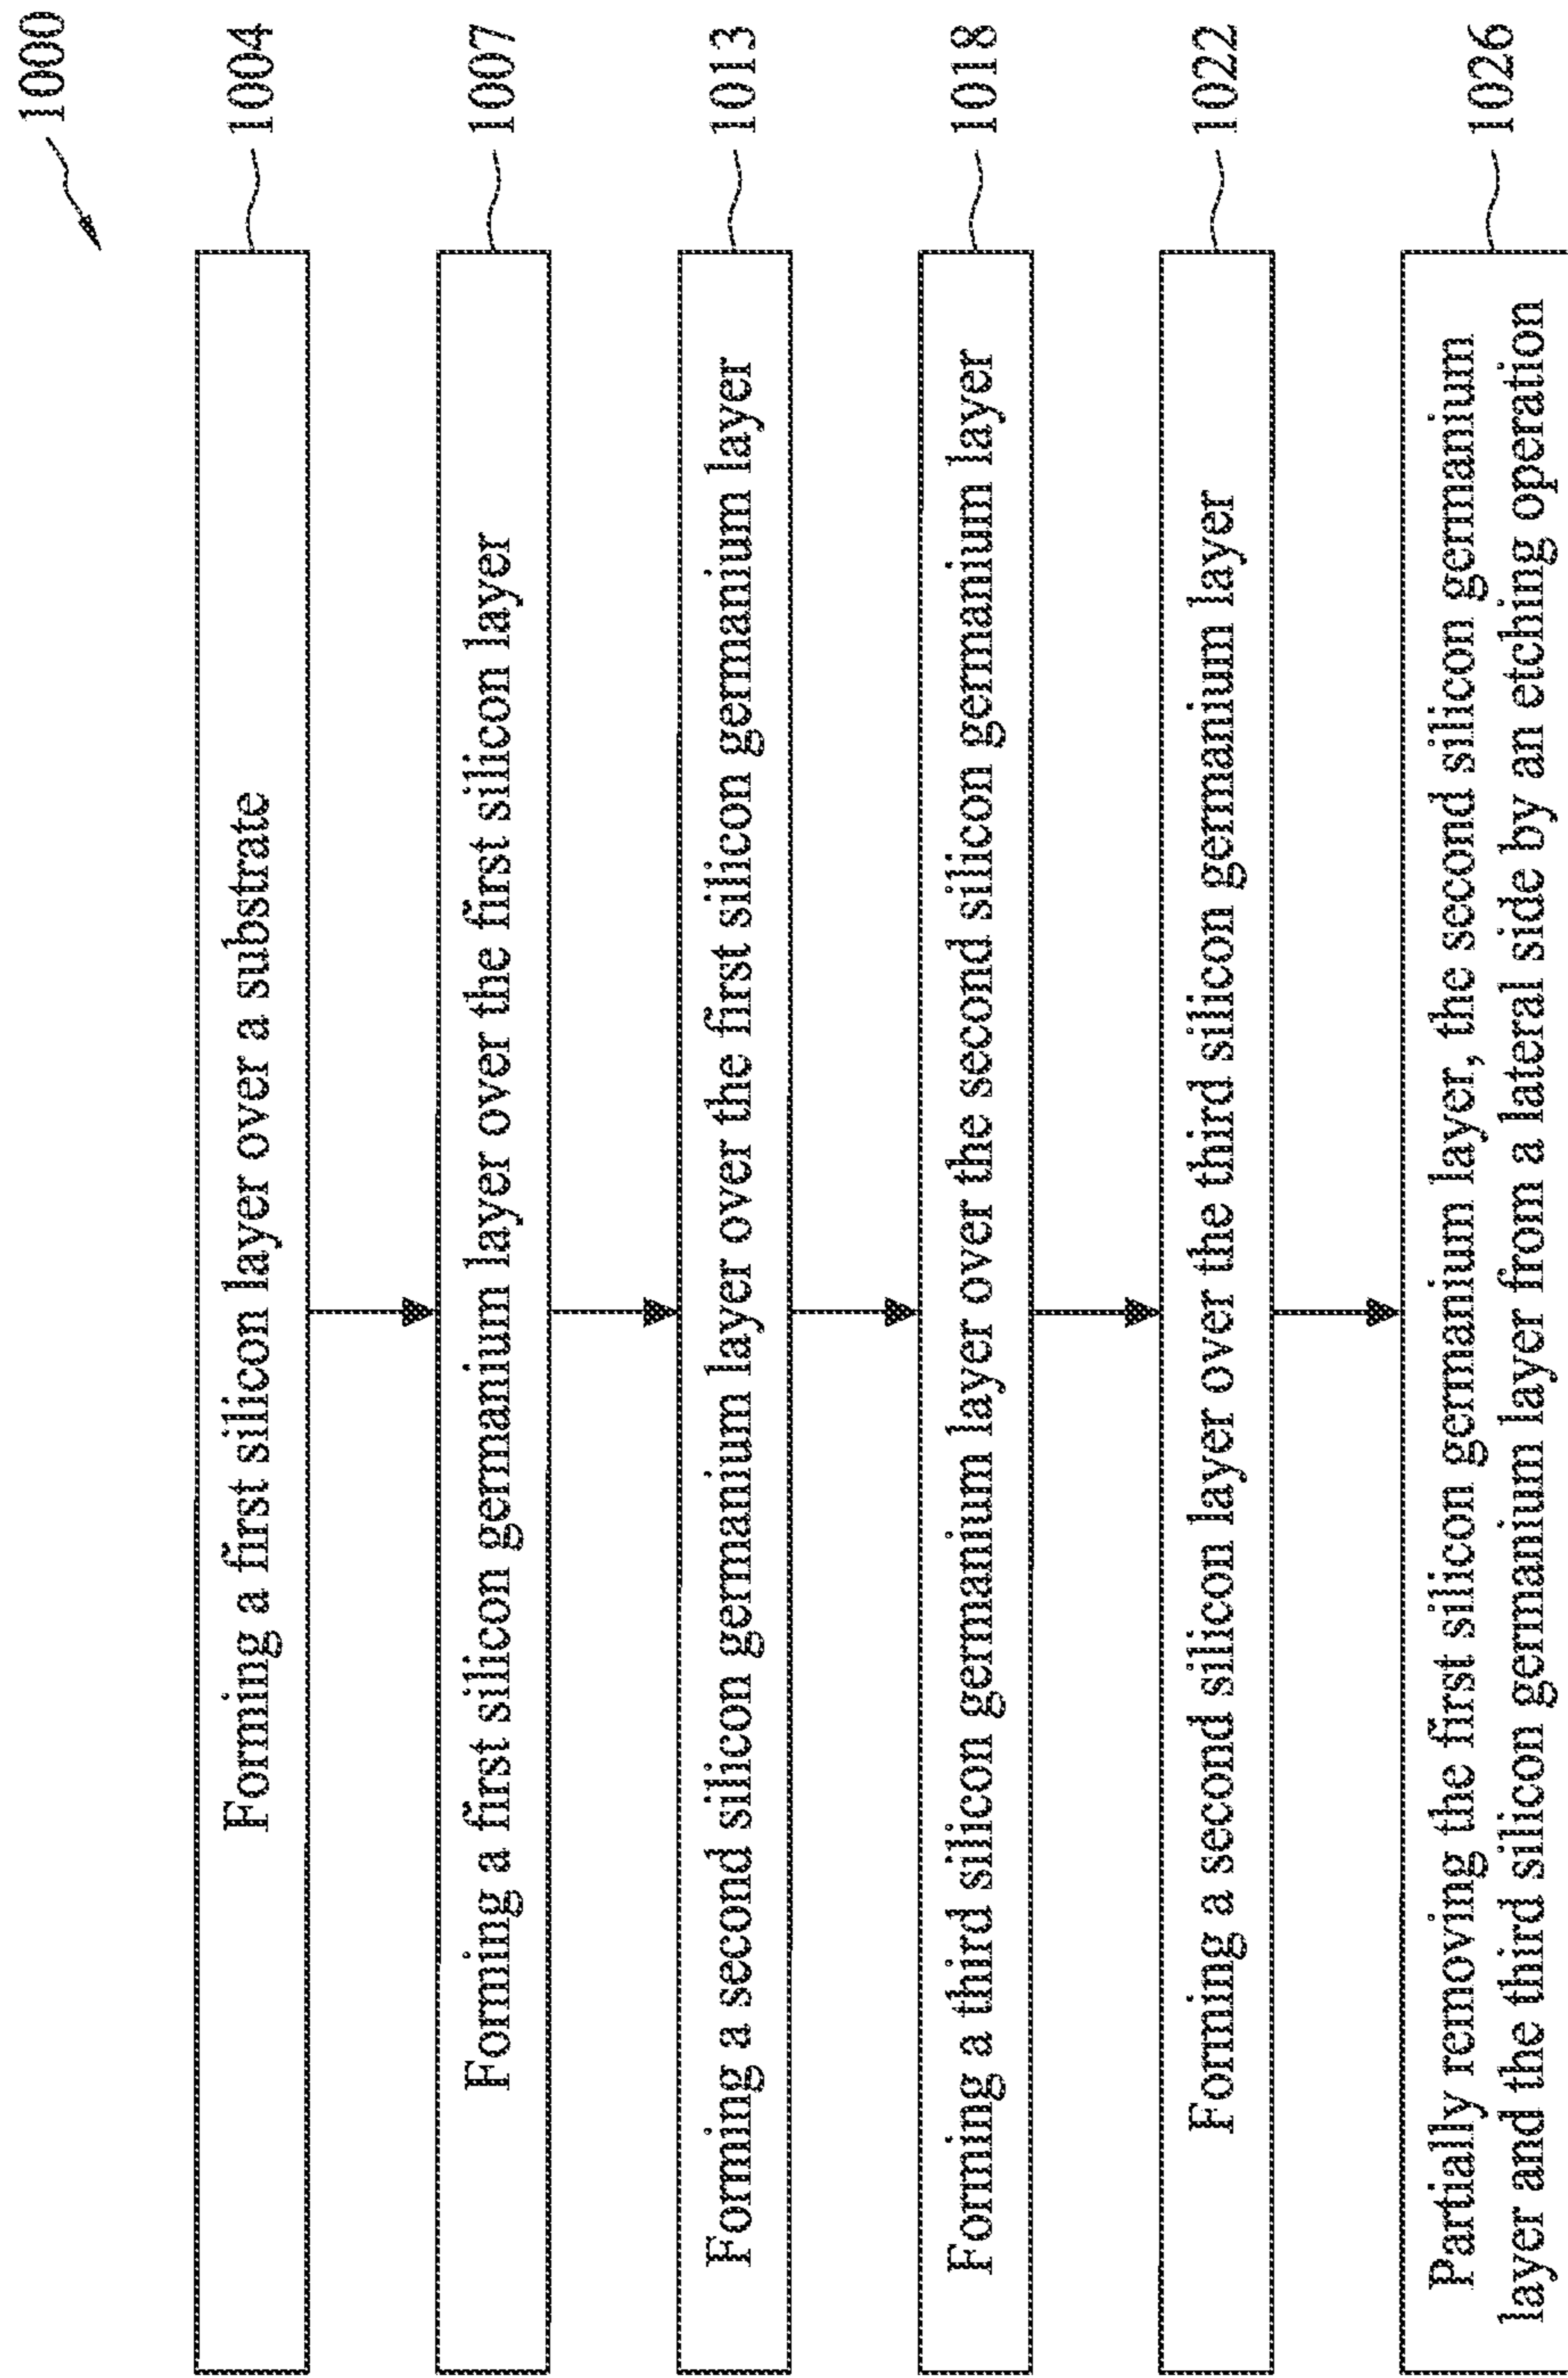 1000
Forming a first silicon layer over a substrate
1004
Forming a first silicon germanium layer over the first silicon layer
1007
Forming a second silicon germanium layer over the first silicon germanium layer
1013
Forming a third silicon germanium layer over the second silicon germanium layer
1018
Forming a second silicon layer over the third silicon germanium layer
1022
Partially removing the first silicon germanium layer, the second silicon germanium
layer and the third silicon germanium layer from a lateral side by an etching operation
1026